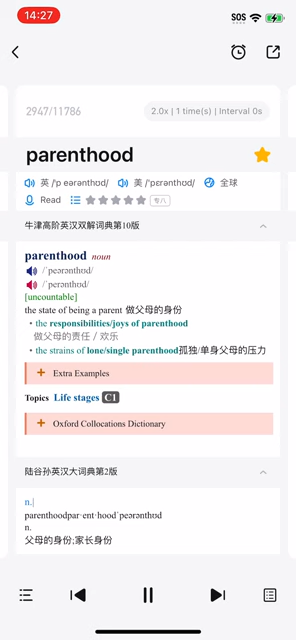 14:27
SOS
2947/11786
2.0x | 1 time(s) | Interval 0s
parenthood
英 /'p eərənthʊd/ 美 /'pɛrənthʊd/ 全球
Read 专八
牛津高阶英汉双解词典第10版
parenthood noun
/ˈpeərənthʊd/
/ˈperənthʊd/
[uncountable]
the state of being a parent 做父母的身份
• the responsibilities/joys of parenthood
做父母的责任 / 欢乐
• the strains of lone/single parenthood孤独/单身父母的压力
+ Extra Examples
Topics Life stages C1
+ Oxford Collocations Dictionary
陆谷孙英汉大词典第2版
n.|
parenthoodpar·ent·hoodˈpeərənthʊd
n.
父母的身份;家长身份